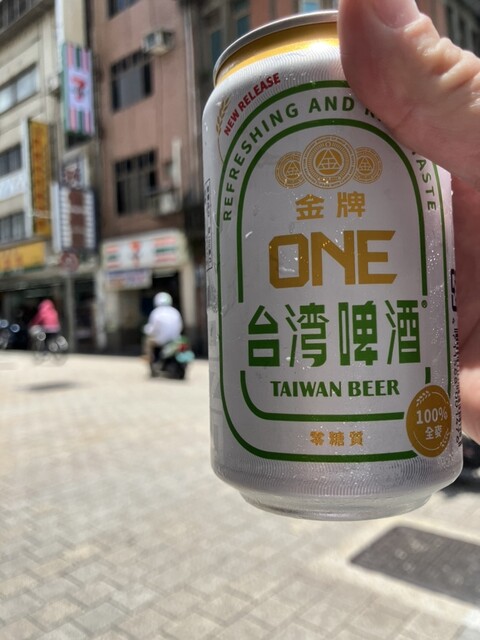 NEW RELEASE
REFRESHING AND
TASTE
金牌
ONE
台湾啤酒®
TAIWAN BEER
零糖質
100%
全麥
7